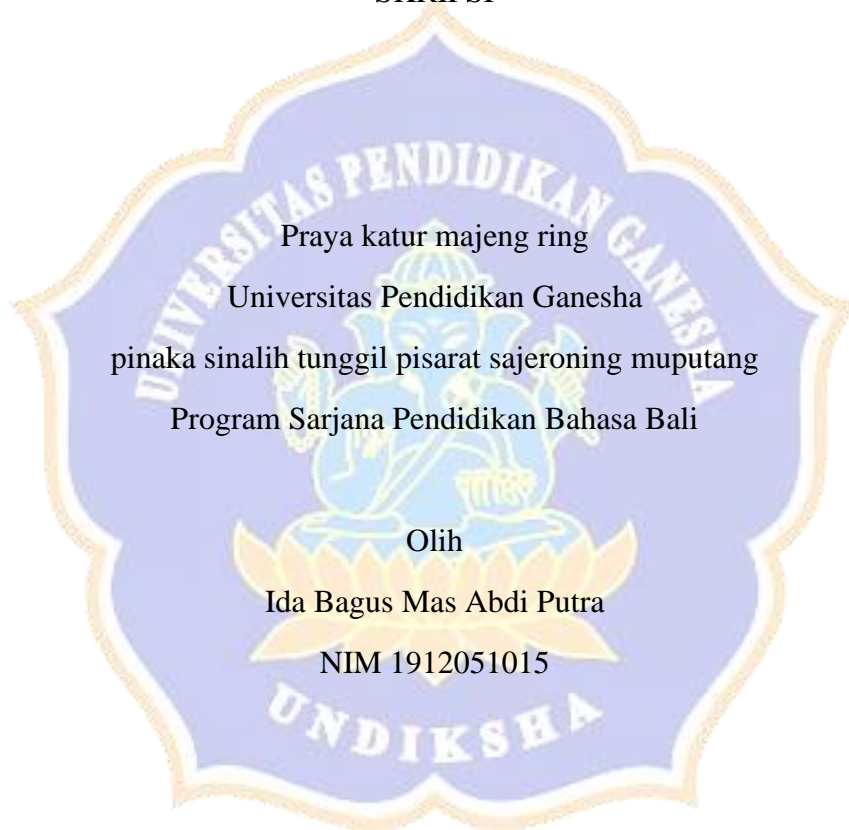 SKRIPSI
UNIVERSITAS PENDIDIKAN GANESHA
Praya katur majeng ring
Universitas Pendidikan Ganesha
pinaka sinalih tunggil pisarat sajeroning muputang
Program Sarjana Pendidikan Bahasa Bali
Olih
Ida Bagus Mas Abdi Putra
NIM 1912051015
UNDIKSHA